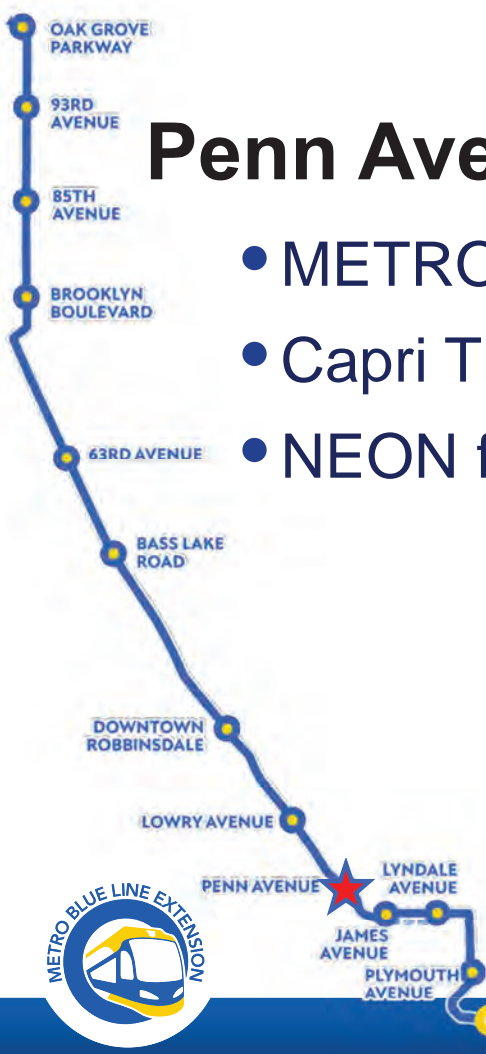 OAK GROVE
PARKWAY
93RD
AVENUE
Penn Ave
85TH
AVENUE
• METRO
BROOKLYN
BOULEVARD
• Capri T
63RD AVENUE
• NEON f
BASS LAKE
ROAD
DOWNTOWN
ROBBINSDALE
LOWRY AVENUE
PENN AVENUE
LYNDALE
AVENUE
JAMES
AVENUE
PLYMOUTH
AVENUE
METRO BLUE LINE EXTENSION